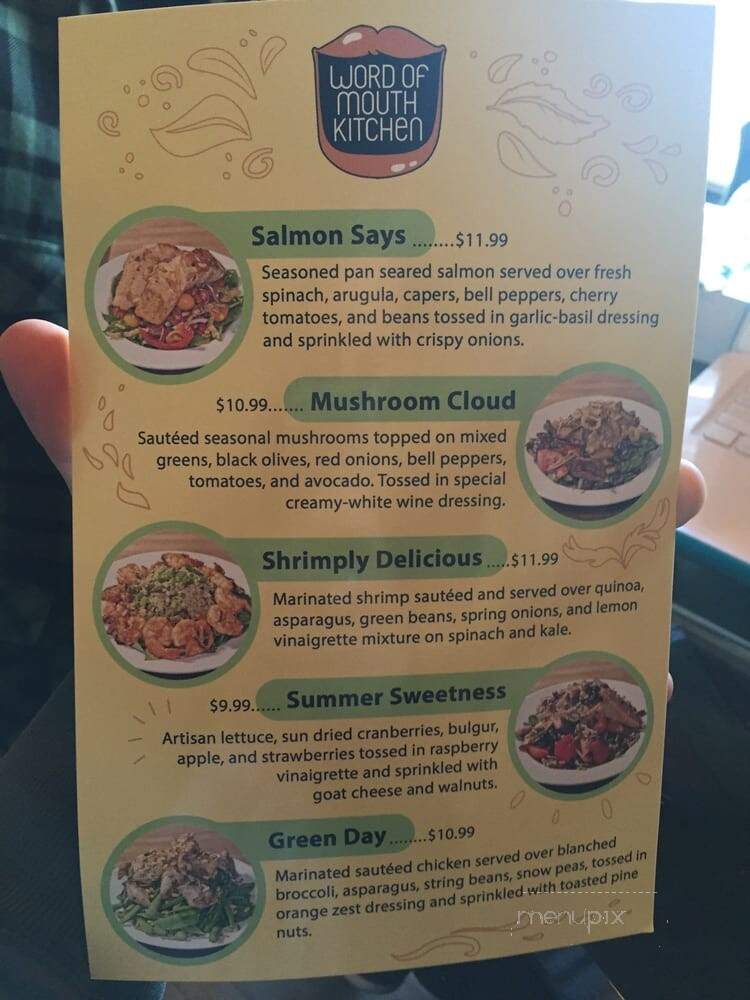 WORD OF
MOUTH
KITCHEN
Salmon Says ........$11.99
Seasoned pan seared salmon served over fresh
spinach, arugula, capers, bell peppers, cherry
tomatoes, and beans tossed in garlic-basil dressing
and sprinkled with crispy onions.
$10.99....... Mushroom Cloud
Sautéed seasonal mushrooms topped on mixed
greens, black olives, red onions, bell peppers,
tomatoes, and avocado. Tossed in special
creamy-white wine dressing.
Shrimply Delicious .....$11.99
Marinated shrimp sautéed and served over quinoa,
asparagus, green beans, spring onions, and lemon
vinaigrette mixture on spinach and kale.
$9.99...... Summer Sweetness
Artisan lettuce, sun dried cranberries, bulgur,
apple, and strawberries tossed in raspberry
vinaigrette and sprinkled with
goat cheese and walnuts.
Green Day ........$10.99
Marinated sautéed chicken served over blanched
broccoli, asparagus, string beans, snow peas, tossed in
orange zest dressing and sprinkled with toasted pine
nuts.
menupix